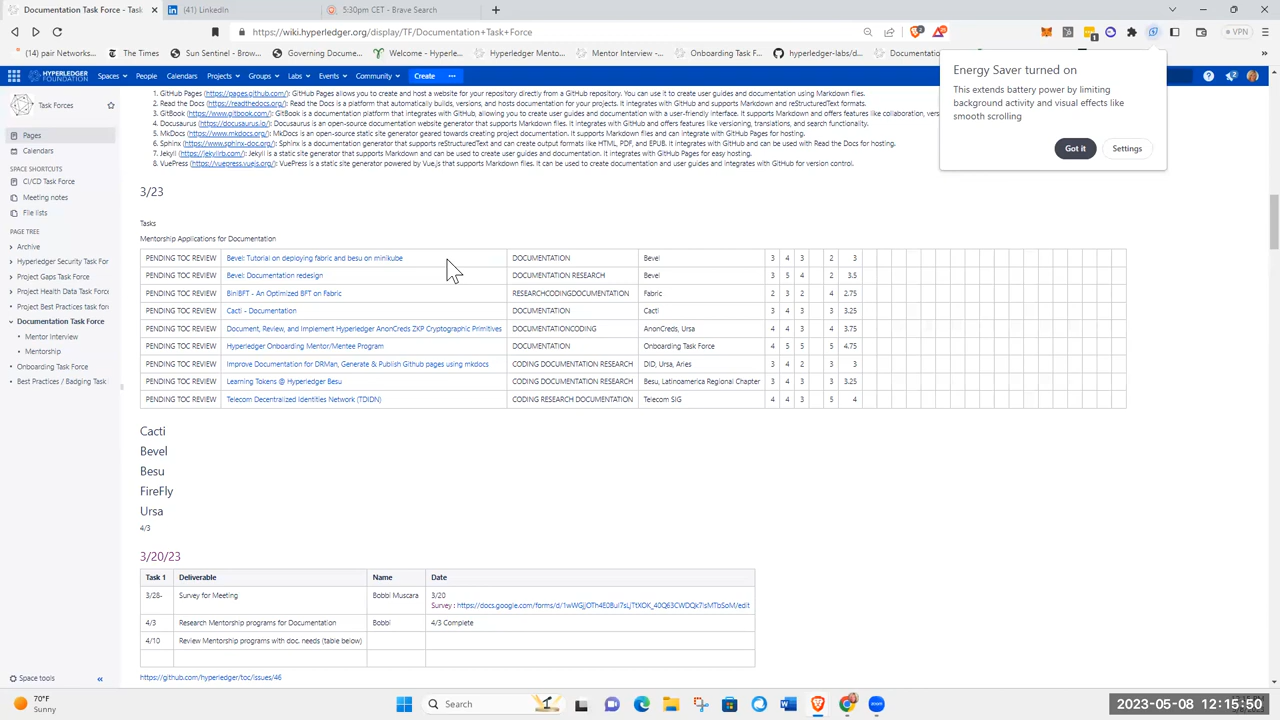 Documentation Task Force - Task
(41) LinkedIn
5:30pm CET - Brave Search
https://wiki.hyperledger.org/display/TF/Documentation+Task+Force
VPN
(14) pair Networks...
The Times
Sun Sentinel - Brow...
Governing Docume...
Welcome - Hyperle...
Hyperledger Mento...
Mentor Interview -...
Onboarding Task F...
hyperledger-labs/d...
Documentation
HYPERLEDGER FOUNDATION
Spaces
People
Calendars
Projects
Groups
Labs
Events
Community
Create
Energy Saver turned on
This extends battery power by limiting
background activity and visual effects like
smooth scrolling
Got it
Settings
Task Forces
Pages
Calendars
SPACE SHORTCUTS
CI/CD Task Force
Meeting notes
File lists
PAGE TREE
Archive
Hyperledger Security Task For
Project Gaps Task Force
Project Health Data Task Force
Project Best Practices task for
Documentation Task Force
Mentor Interview
Mentorship
Onboarding Task Force
Best Practices / Badging Task
Space tools
1. GitHub Pages (https://pages.github.com/): GitHub Pages allows you to create and host a website for your repository directly from a GitHub repository. You can use it to create user guides and documentation using Markdown files.
2. Read the Docs (https://readthedocs.org/): Read the Docs is a platform that automatically builds, versions, and hosts documentation for your projects. It integrates with GitHub and supports Markdown and reStructuredText formats.
3. GitBook (https://www.gitbook.com/): GitBook is a documentation platform that integrates with GitHub, allowing you to create user guides and documentation with a user-friendly interface. It supports Markdown and offers features like collaboration, vers
4. Docusaurus (https://docusaurus.io/): Docusaurus is an open-source documentation website generator that supports Markdown files. It integrates with GitHub and offers features like versioning, translations, and search functionality.
5. MkDocs (https://www.mkdocs.org/): MkDocs is an open-source static site generator geared towards creating project documentation. It supports Markdown files and can integrate with GitHub Pages for hosting.
6. Sphinx (https://www.sphinx-doc.org/): Sphinx is a documentation generator that supports reStructuredText and can create output formats like HTML, PDF, and EPUB. It integrates with GitHub and can be used with Read the Docs for hosting.
7. Jekyll (https://jekyllrb.com/): Jekyll is a static site generator that supports Markdown and can be used to create user guides and documentation. It integrates with GitHub Pages for easy hosting.
8. VuePress (https://vuepress.vuejs.org/): VuePress is a static site generator powered by Vue.js that supports Markdown files. It can be used to create documentation and user guides and integrates with GitHub for version control.
3/23
Tasks
Mentorship Applications for Documentation
PENDING TOC REVIEW Bevel: Tutorial on deploying fabric and besu on minikube DOCUMENTATION Bevel 3 4 3 2 3
PENDING TOC REVIEW Bevel: Documentation redesign DOCUMENTATION RESEARCH Bevel 3 5 4 2 3.5
PENDING TOC REVIEW BinIBFT - An Optimized BFT on Fabric RESEARCHCODINGDOCUMENTATION Fabric 2 3 2 4 2.75
PENDING TOC REVIEW Cacti - Documentation DOCUMENTATION Cacti 3 4 3 3 3.25
PENDING TOC REVIEW Document, Review, and Implement Hyperledger AnonCreds ZKP Cryptographic Primitives DOCUMENTATIONCODING AnonCreds, Ursa 4 4 3 4 3.75
PENDING TOC REVIEW Hyperledger Onboarding Mentor/Mentee Program DOCUMENTATION Onboarding Task Force 4 5 5 5 4.75
PENDING TOC REVIEW Improve Documentation for DRMan, Generate & Publish Github pages using mkdocs CODING DOCUMENTATION RESEARCH DID, Ursa, Aries 3 4 2 3 3
PENDING TOC REVIEW Learning Tokens @ Hyperledger Besu CODING DOCUMENTATION RESEARCH Besu, Latinoamerica Regional Chapter 3 4 3 3 3.25
PENDING TOC REVIEW Telecom Decentralized Identities Network (TDIDN) CODING RESEARCH DOCUMENTATION Telecom SIG 4 4 3 5 4
Cacti
Bevel
Besu
FireFly
Ursa
4/3
3/20/23
Task 1 Deliverable Name Date
3/28- Survey for Meeting Bobbi Muscara 3/20
Survey :
4/3 Research Mentorship programs for Documentation Bobbi 4/3 Complete
4/10 Review Mentorship programs with doc. needs (table below)
https://github.com/hyperledger/toc/issues/46
70°F
Sunny
Search
2023-05-08 12:15:50